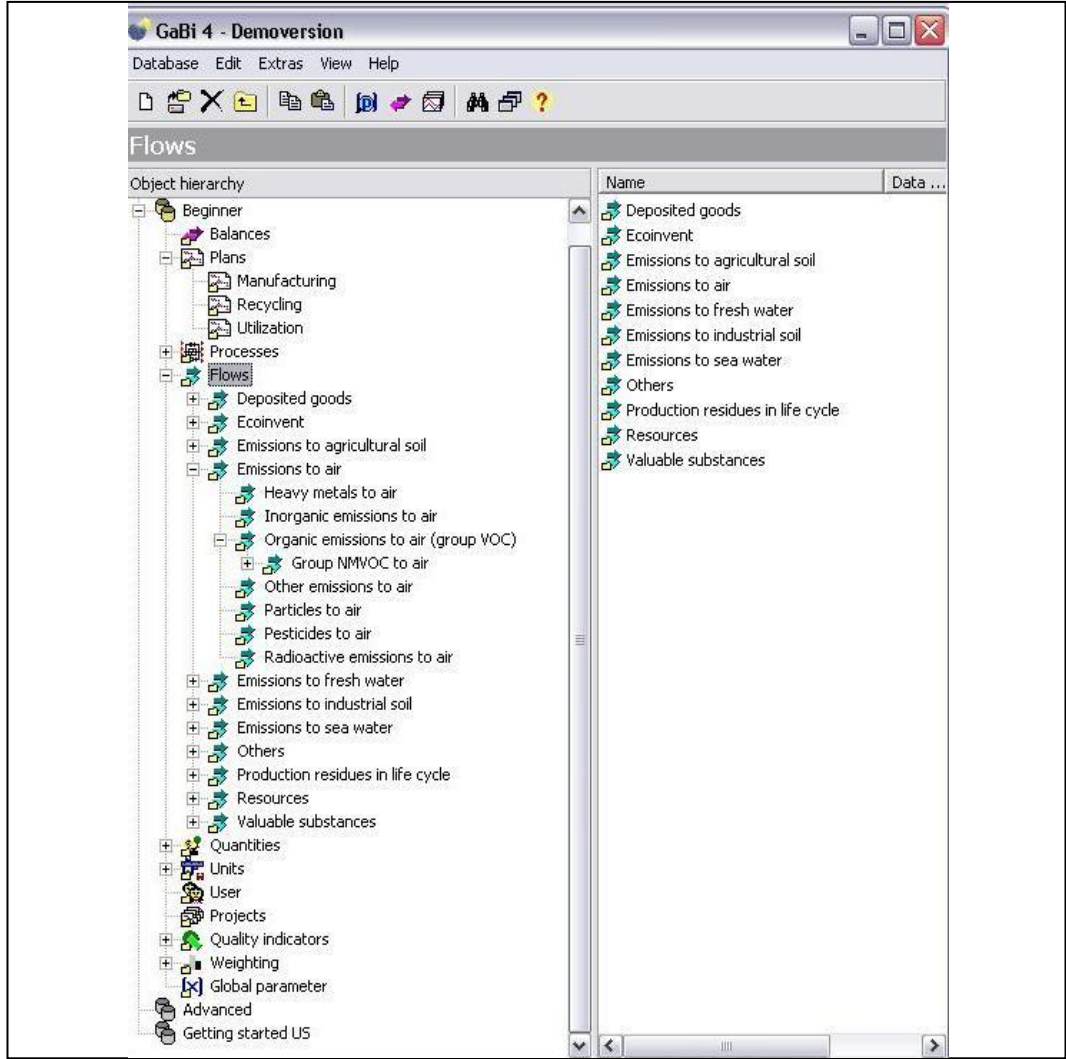 GaBi 4 - Demoversion
Database Edit Extras View Help
Flows
Object hierarchy
Beginner
Balances
Plans
Manufacturing
Recycling
Utilization
Processes
Flows
Deposited goods
Ecoinvent
Emissions to agricultural soil
Emissions to air
Heavy metals to air
Inorganic emissions to air
Organic emissions to air (group VOC)
Group NMVOC to air
Other emissions to air
Particles to air
Pesticides to air
Radioactive emissions to air
Emissions to fresh water
Emissions to industrial soil
Emissions to sea water
Others
Production residues in life cycle
Resources
Valuable substances
Quantities
Units
User
Projects
Quality indicators
Weighting
Global parameter
Advanced
Getting started US
Name Data ...
Deposited goods
Ecoinvent
Emissions to agricultural soil
Emissions to air
Emissions to fresh water
Emissions to industrial soil
Emissions to sea water
Others
Production residues in life cycle
Resources
Valuable substances